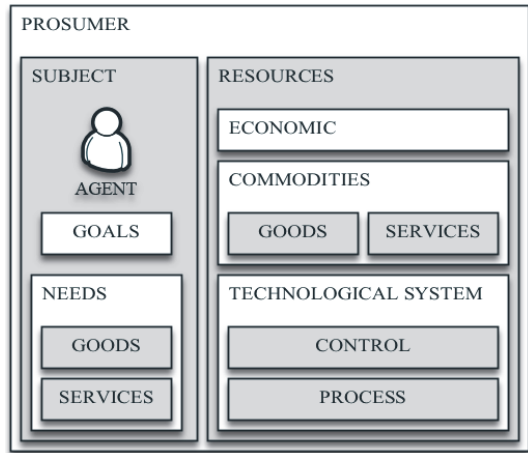 PROSUMER
SUBJECT
AGENT
GOALS
NEEDS
GOODS
SERVICES
RESOURCES
ECONOMIC
COMMODITIES
GOODS
SERVICES
TECHNOLOGICAL SYSTEM
CONTROL
PROCESS